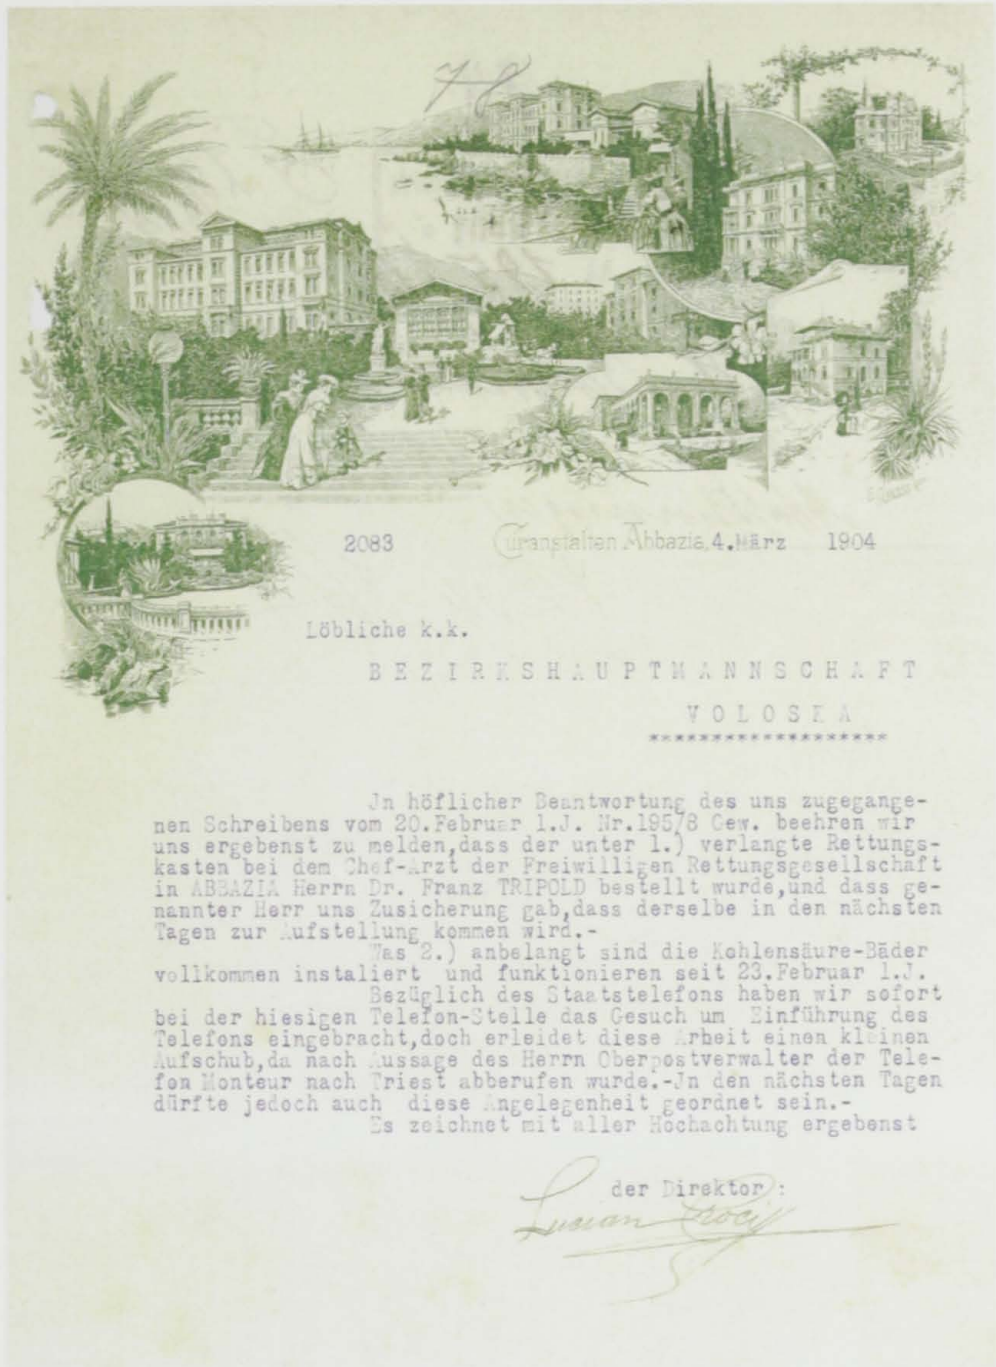 78
2083 Curanstalten Abbazia, 4.März 1904
Löbliche k.k.
BEZIRKSHAUPTMANNSCHAFT
VOLOSKA
*******************
Jn höflicher Beantwortung des uns zugegange-
nen Schreibens vom 20.Februar l.J. Nr.1957/8 Gew. beehren wir
uns ergebenst zu melden,dass der unter 1.) verlangte Rettungs-
kasten bei dem Chef-Arzt der Freiwilligen Rettungsgesellschaft
in ABBAZIA Herrn Dr. Franz TRIPOLD bestellt wurde,und dass ge-
nannter Herr uns Zusicherung gab,dass derselbe in den nächsten
Tagen zur Aufstellung kommen wird.-
Was 2.) anbelangt sind die Kohlensäure-Bäder
vollkommen instaliert und funktionieren seit 23.Februar l.J.
Bezüglich des Staatstelefons haben wir sofort
bei der hiesigen Telefon-Stelle das Gesuch um Einführung des
Telefons eingebracht,doch erleidet diese Arbeit einen kleinen
Aufschub,da nach Aussage des Herrn Oberpostverwalter der Tele-
fon Monteur nach Triest abberufen wurde.-Jn den nächsten Tagen
dürfte jedoch auch diese Angelegenheit geordnet sein.-
Es zeichnet mit aller Hochachtung ergebenst
der Direktor:
Lucian